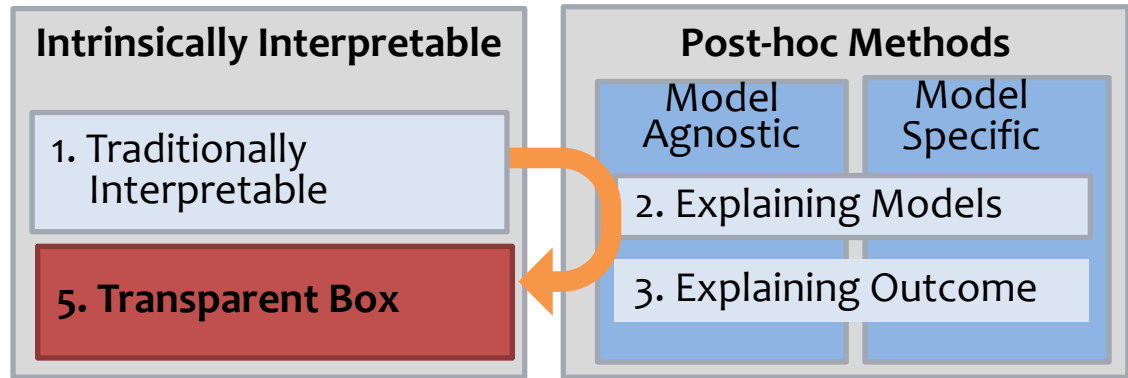 Intrinsically Interpretable
1. Traditionally
Interpretable
5. Transparent Box
Post-hoc Methods
Model
Agnostic
Model
Specific
2. Explaining Models
3. Explaining Outcome